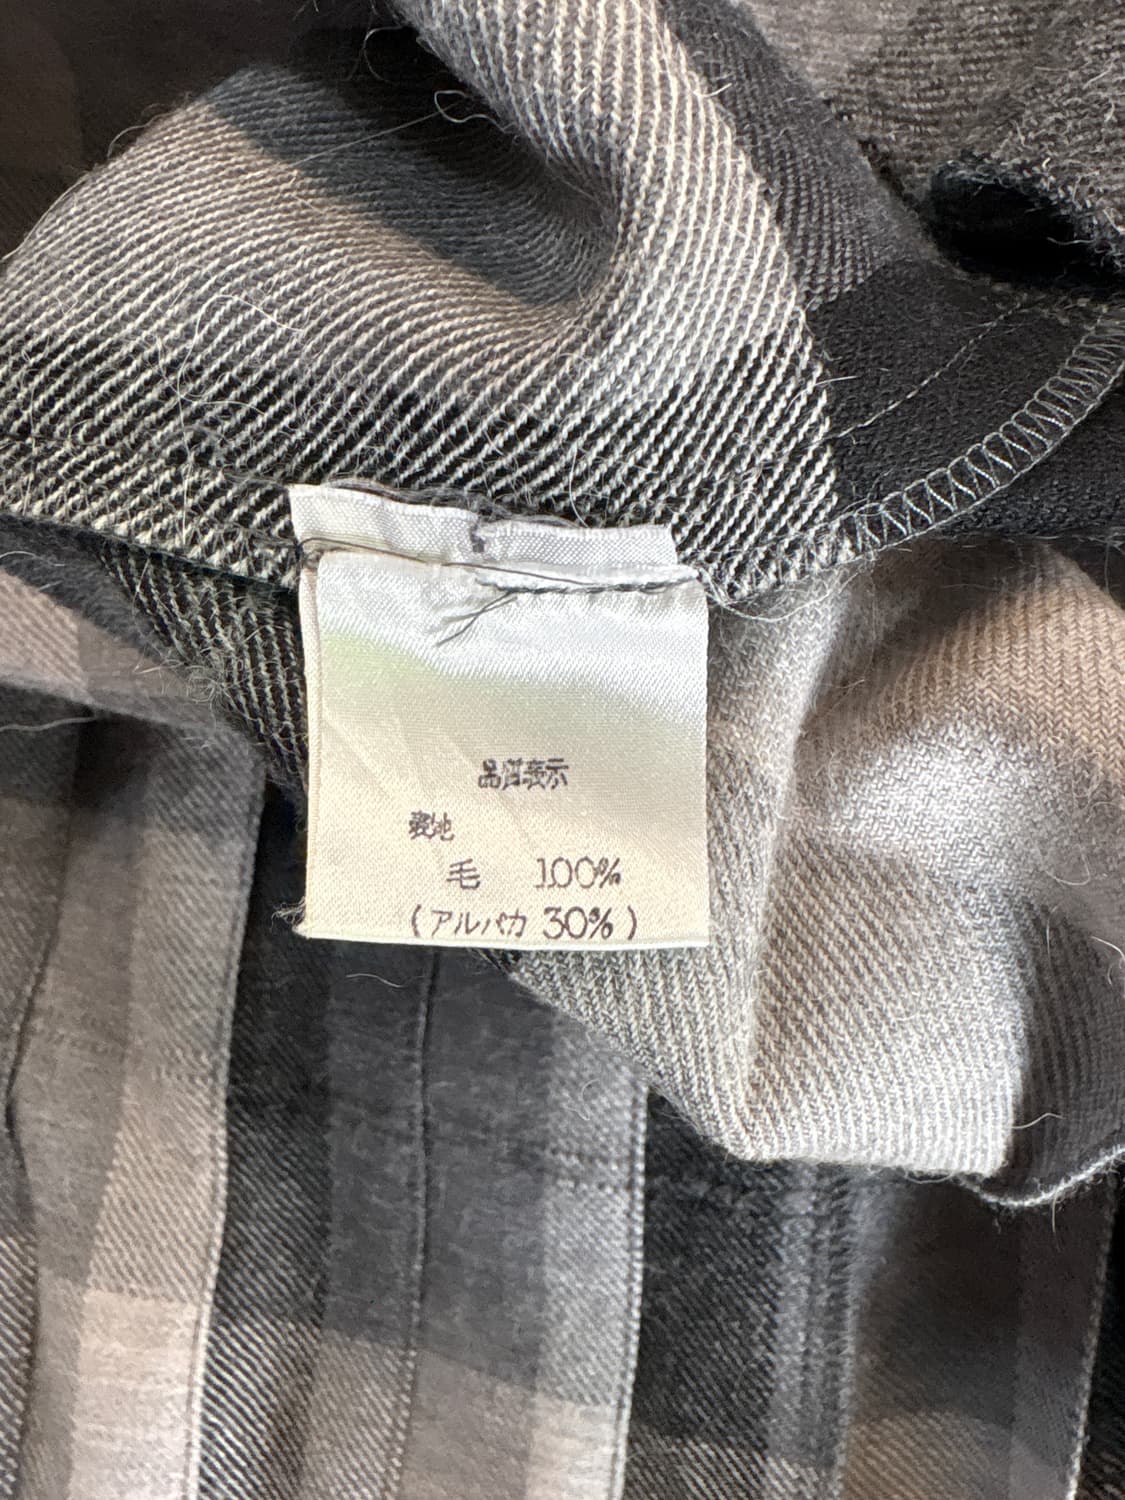 品質表示
表地
毛 100%
(アルパカ 30%)